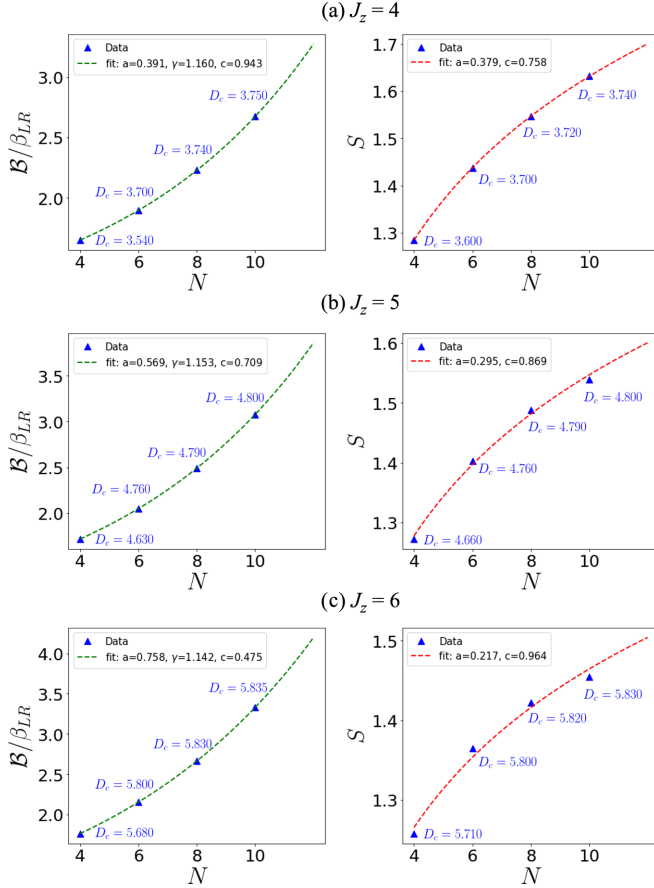 (a) J_z = 4
Data
fit: a=0.391, γ=1.160, c=0.943
3.0
2.5
2.0
B/β_LR
D_c = 3.750
D_c = 3.740
D_c = 3.700
D_c = 3.540
4 6 8 10
N
Data
fit: a=0.379, c=0.758
1.7
1.6
1.5
1.4
1.3
S
D_c = 3.740
D_c = 3.720
D_c = 3.700
D_c = 3.600
4 6 8 10
N
(b) J_z = 5
Data
fit: a=0.569, γ=1.153, c=0.709
3.5
3.0
2.5
2.0
B/β_LR
D_c = 4.800
D_c = 4.790
D_c = 4.760
D_c = 4.630
4 6 8 10
N
Data
fit: a=0.295, c=0.869
1.6
1.5
1.4
1.3
S
D_c = 4.800
D_c = 4.790
D_c = 4.760
D_c = 4.660
4 6 8 10
N
(c) J_z = 6
Data
fit: a=0.758, γ=1.142, c=0.475
4.0
3.5
3.0
2.5
2.0
B/β_LR
D_c = 5.835
D_c = 5.830
D_c = 5.800
D_c = 5.680
4 6 8 10
N
Data
fit: a=0.217, c=0.964
1.5
1.4
1.3
S
D_c = 5.830
D_c = 5.820
D_c = 5.800
D_c = 5.710
4 6 8 10
N